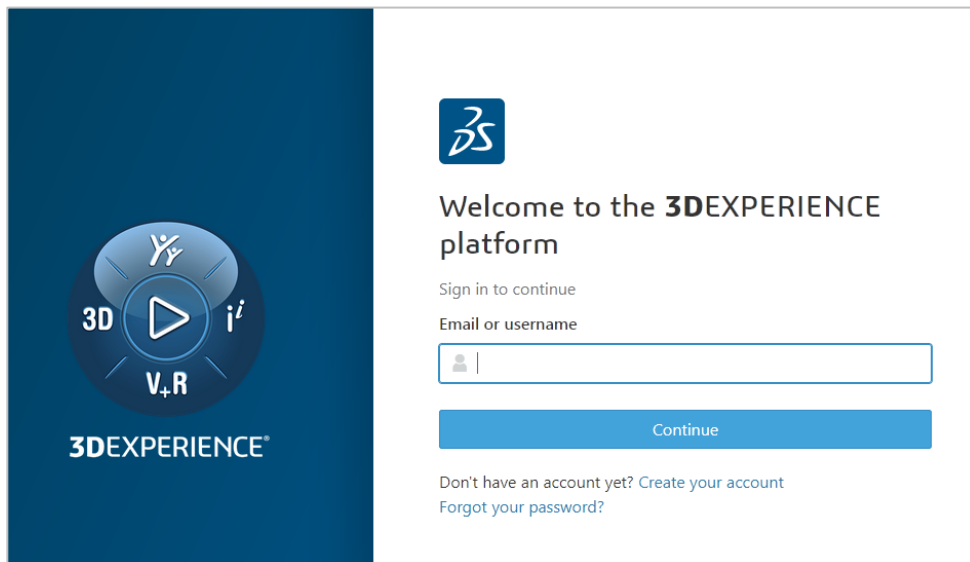 3DS
Welcome to the 3DEXPERIENCE
platform
Sign in to continue
Email or username
Continue
Don't have an account yet? Create your account
Forgot your password?
3D
i i
V+R
3DEXPERIENCE®